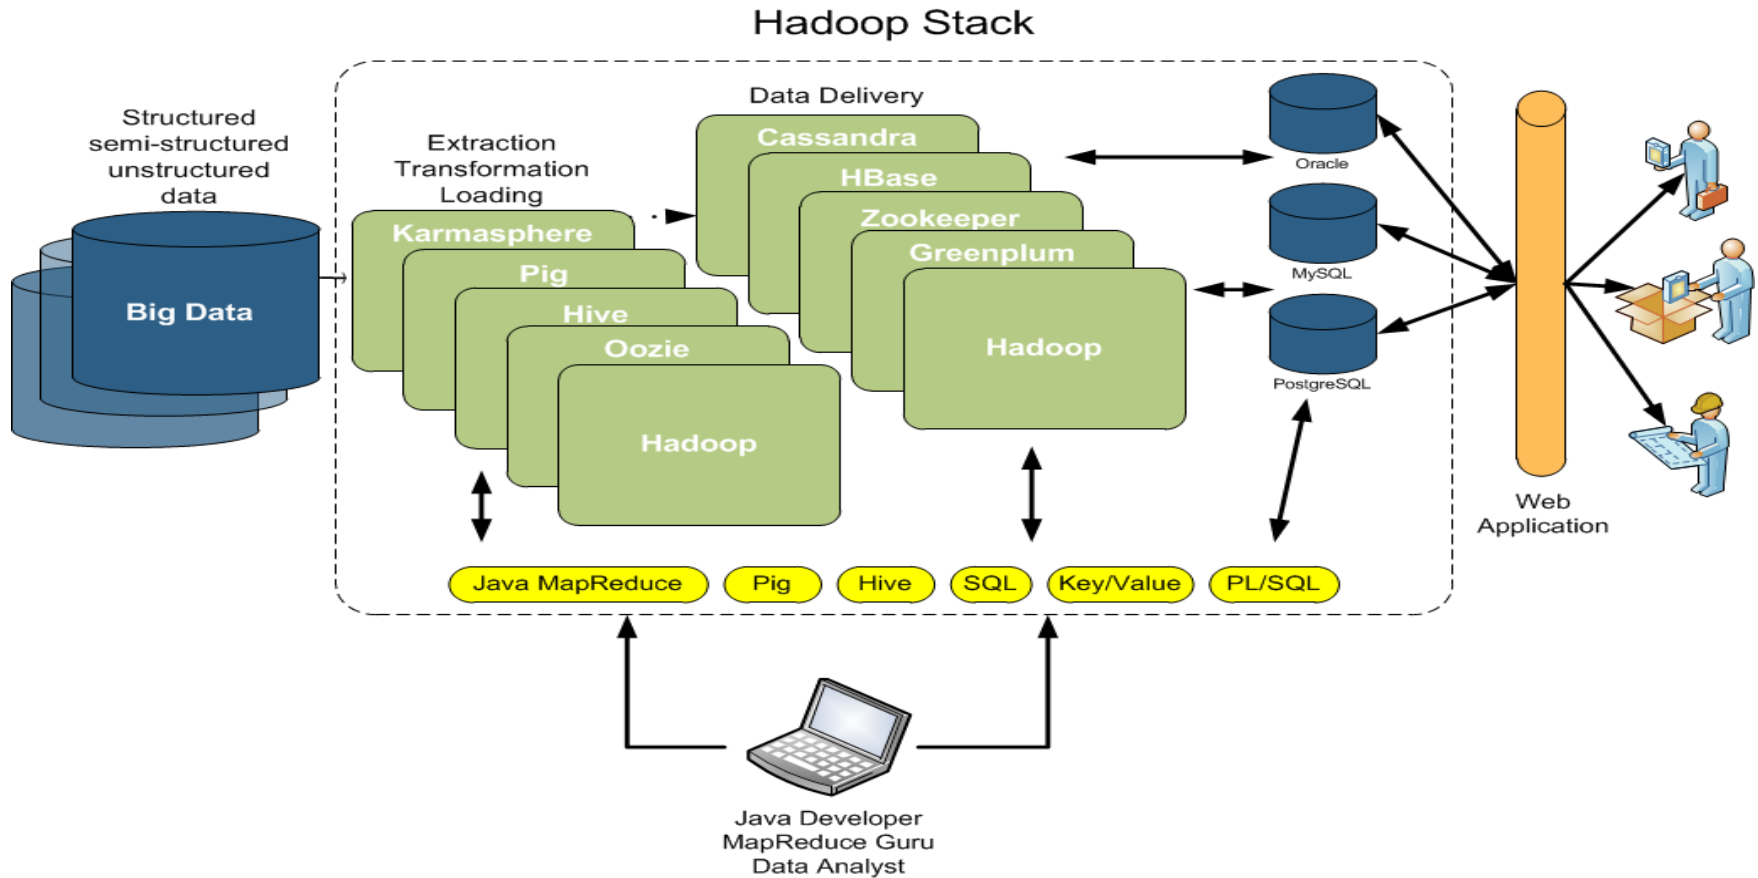 Hadoop Stack
Structured
semi-structured
unstructured
data
Big Data
Extraction
Transformation
Loading
Karmasphere
Pig
Hive
Oozie
Hadoop
Data Delivery
Cassandra
HBase
Zookeeper
Greenplum
Hadoop
Oracle
MySQL
PostgreSQL
Web
Application
Java MapReduce
Pig
Hive
SQL
Key/Value
PL/SQL
Java Developer
MapReduce Guru
Data Analyst